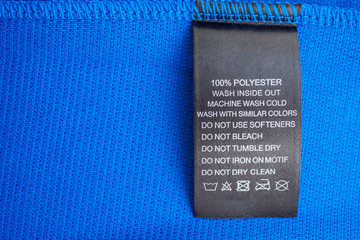 100% POLYESTER
WASH INSIDE OUT
MACHINE WASH COLD
WASH WITH SIMILAR COLORS
DO NOT USE SOFTENERS
DO NOT BLEACH
DO NOT TUMBLE DRY
DO NOT IRON ON MOTIF
DO NOT DRY CLEAN